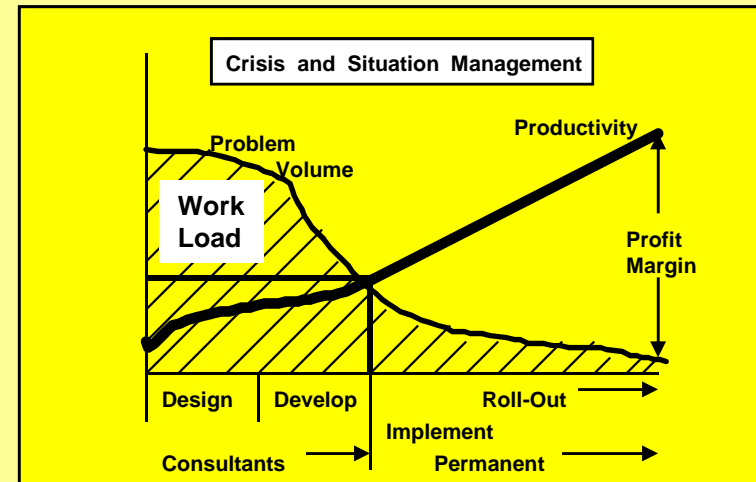 Crisis and Situation Management
Productivity
Problem
Volume
Work
Load
Profit
Margin
Design
Develop
Roll-Out
Implement
Consultants
Permanent